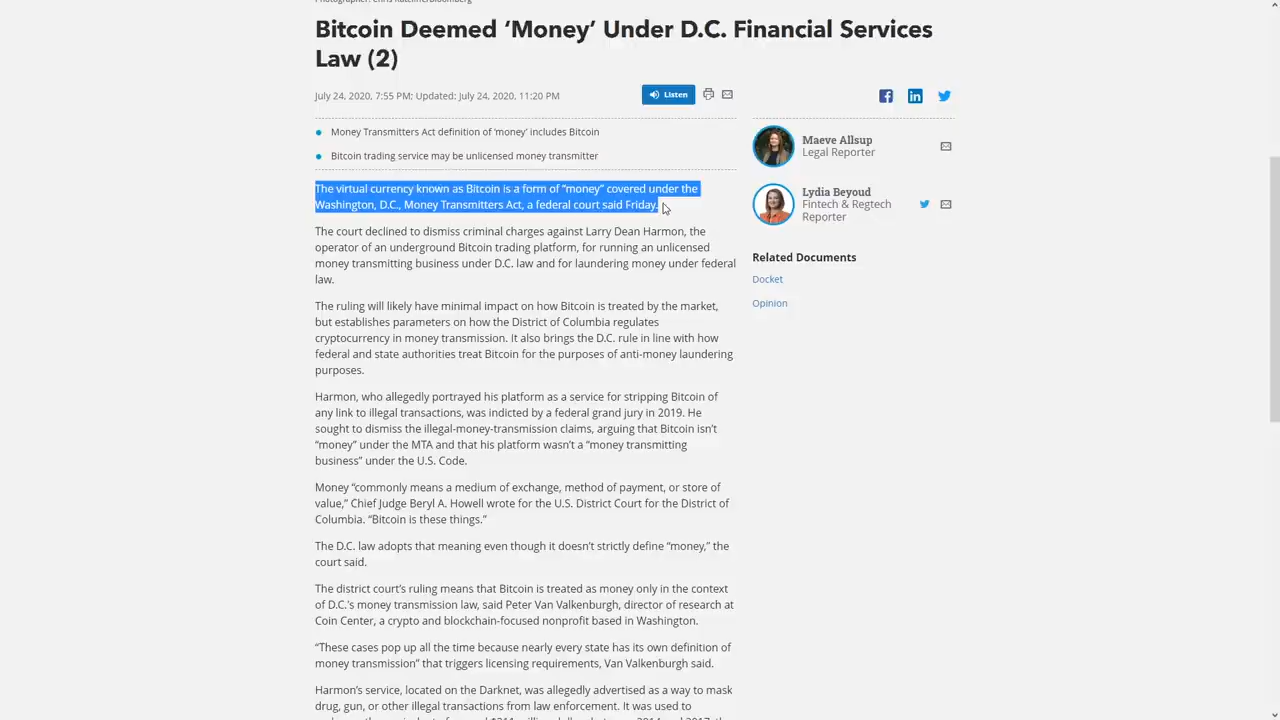 Bitcoin Deemed ‘Money’ Under D.C. Financial Services
Law (2)
July 24, 2020, 7:55 PM; Updated: July 24, 2020, 11:20 PM
Listen
Money Transmitters Act definition of ‘money’ includes Bitcoin
Bitcoin trading service may be unlicensed money transmitter
The virtual currency known as Bitcoin is a form of “money” covered under the
Washington, D.C., Money Transmitters Act, a federal court said Friday.
The court declined to dismiss criminal charges against Larry Dean Harmon, the
operator of an underground Bitcoin trading platform, for running an unlicensed
money transmitting business under D.C. law and for laundering money under federal
law.
The ruling will likely have minimal impact on how Bitcoin is treated by the market,
but establishes parameters on how the District of Columbia regulates
cryptocurrency in money transmission. It also brings the D.C. rule in line with how
federal and state authorities treat Bitcoin for the purposes of anti-money laundering
purposes.
Harmon, who allegedly portrayed his platform as a service for stripping Bitcoin of
any link to illegal transactions, was indicted by a federal grand jury in 2019. He
sought to dismiss the illegal-money-transmission claims, arguing that Bitcoin isn’t
“money” under the MTA and that his platform wasn’t a “money transmitting
business” under the U.S. Code.
Money “commonly means a medium of exchange, method of payment, or store of
value,” Chief Judge Beryl A. Howell wrote for the U.S. District Court for the District of
Columbia. “Bitcoin is these things.”
The D.C. law adopts that meaning even though it doesn’t strictly define “money,” the
court said.
The district court’s ruling means that Bitcoin is treated as money only in the context
of D.C.’s money transmission law, said Peter Van Valkenburgh, director of research at
Coin Center, a crypto and blockchain-focused nonprofit based in Washington.
“These cases pop up all the time because nearly every state has its own definition of
money transmission” that triggers licensing requirements, Van Valkenburgh said.
Harmon’s service, located on the Darknet, was allegedly advertised as a way to mask
drug, gun, or other illegal transactions from law enforcement. It was used to
Maeve Allsup
Legal Reporter
Lydia Beyoud
Fintech & Regtech
Reporter
Related Documents
Docket
Opinion